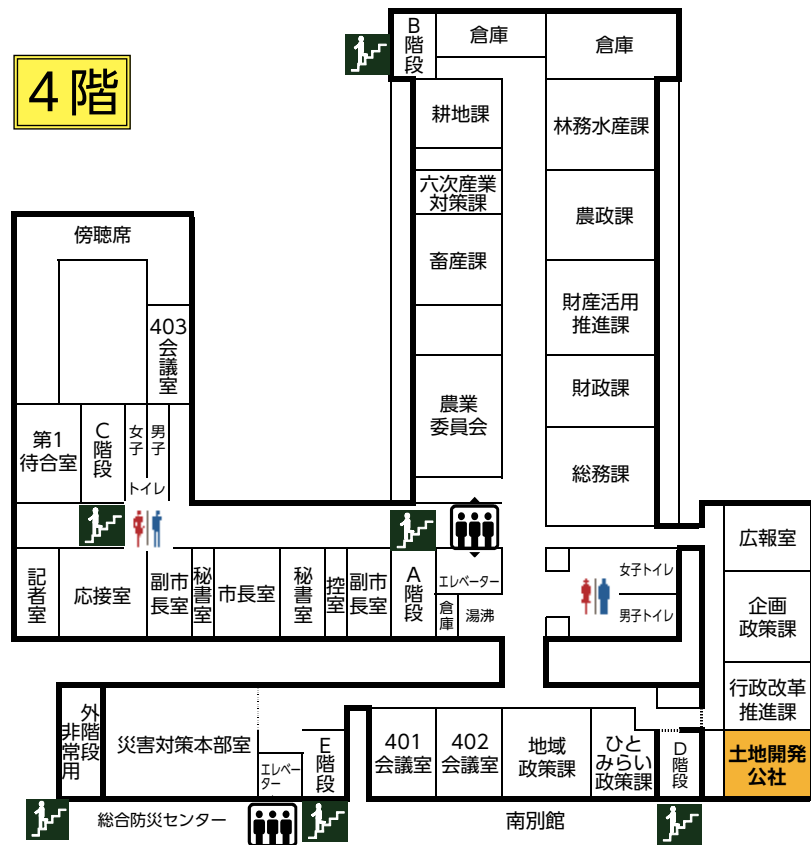 4階
B
階
段
倉庫
倉庫
耕地課
林務水産課
六次産業
対策課
農政課
畜産課
傍聴席
403
会
議
室
財産活用
推進課
財政課
農業
委員会
総務課
第1
待合室
C
階
段
女
子
男
子
トイレ
広報室
企画
政策課
行政改革
推進課
土地開発
公社
記
者
室
応接室
副市
長室
秘
書
室
市長室
秘
書
室
控
室
副市
長室
A
階
段
エレベーター
倉
庫
湯沸
女子トイレ
男子トイレ
外
階
段
非
常
用
災害対策本部室
エレベー
ター
E
階
段
401
会議室
402
会議室
地域
政策課
ひと
みらい
政策課
D
階
段
総合防災センター
南別館